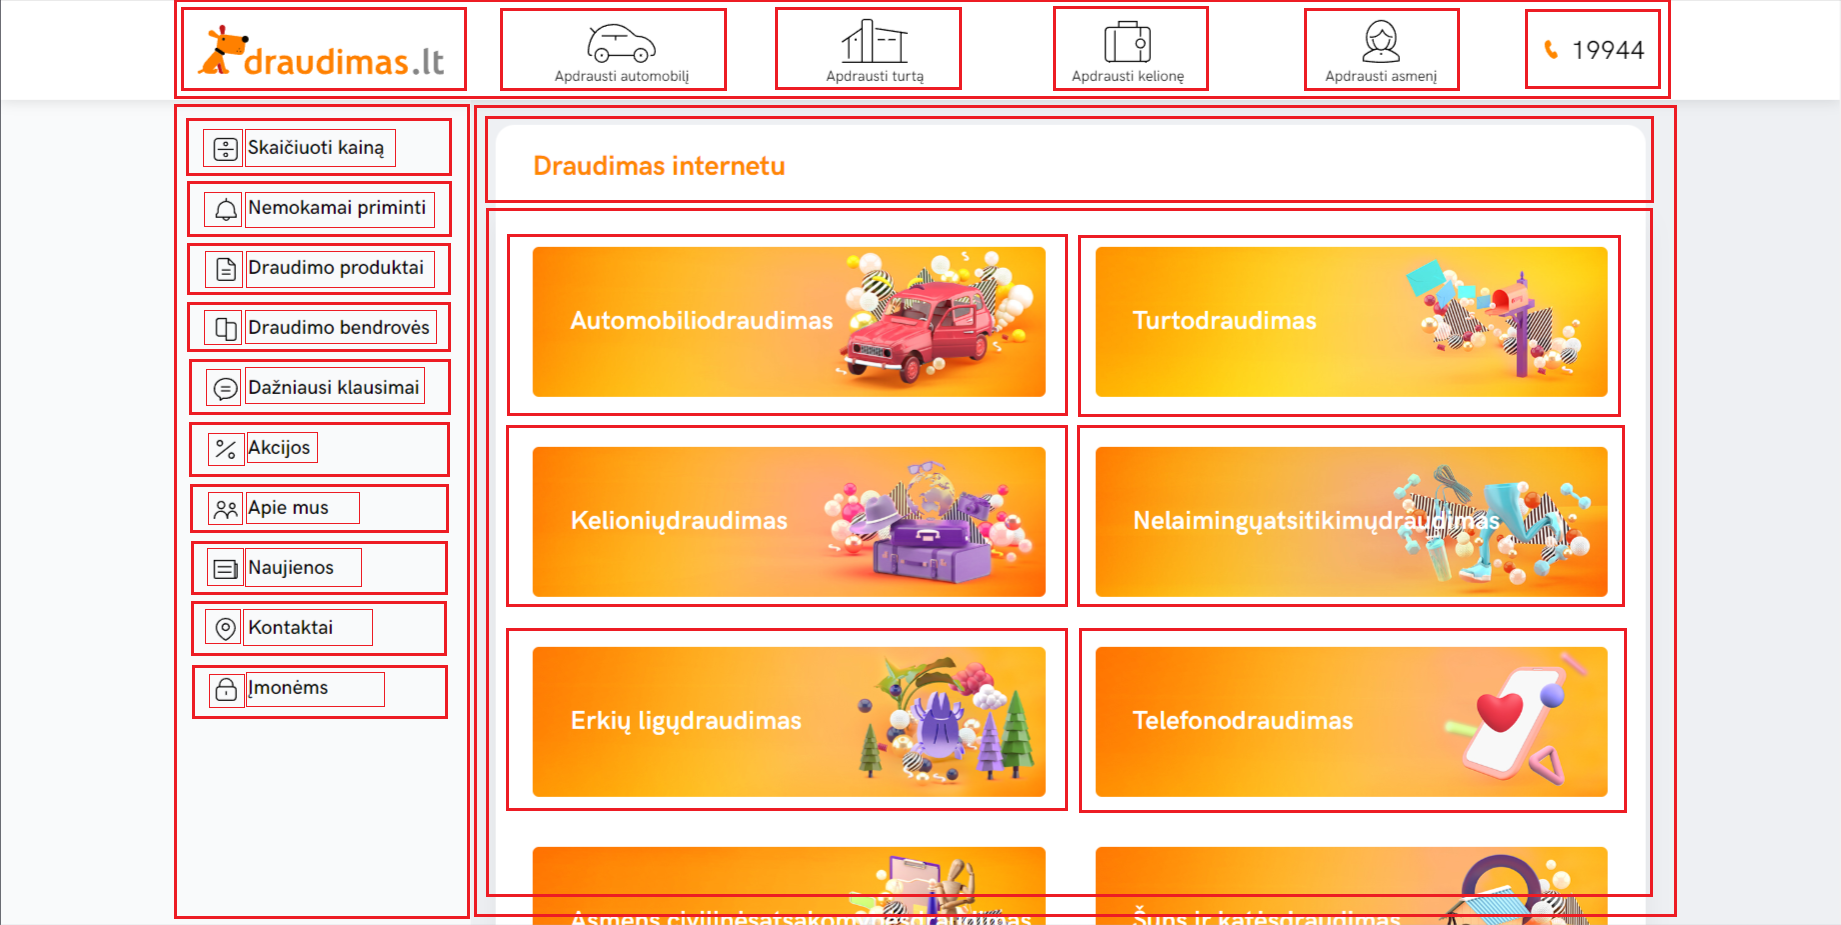 draudimas.lt
Apdrausti automobilį
Apdrausti turtą
Apdrausti kelionę
Apdrausti asmenį
19944
Skaičiuoti kainą
Nemokamai priminti
Draudimo produktai
Draudimo bendrovės
Dažniausi klausimai
Akcijos
Apie mus
Naujienos
Kontaktai
Įmonėms
Draudimas internetu
Automobiliodraudimas
Turtodraudimas
Kelioniųdraudimas
Nelaimingųatsitikimųdraudimas
Erkių ligųdraudimas
Telefonodraudimas
Asmens civilinėsatsakomybėsdraudimas
Šuns ir katėsdraudimas